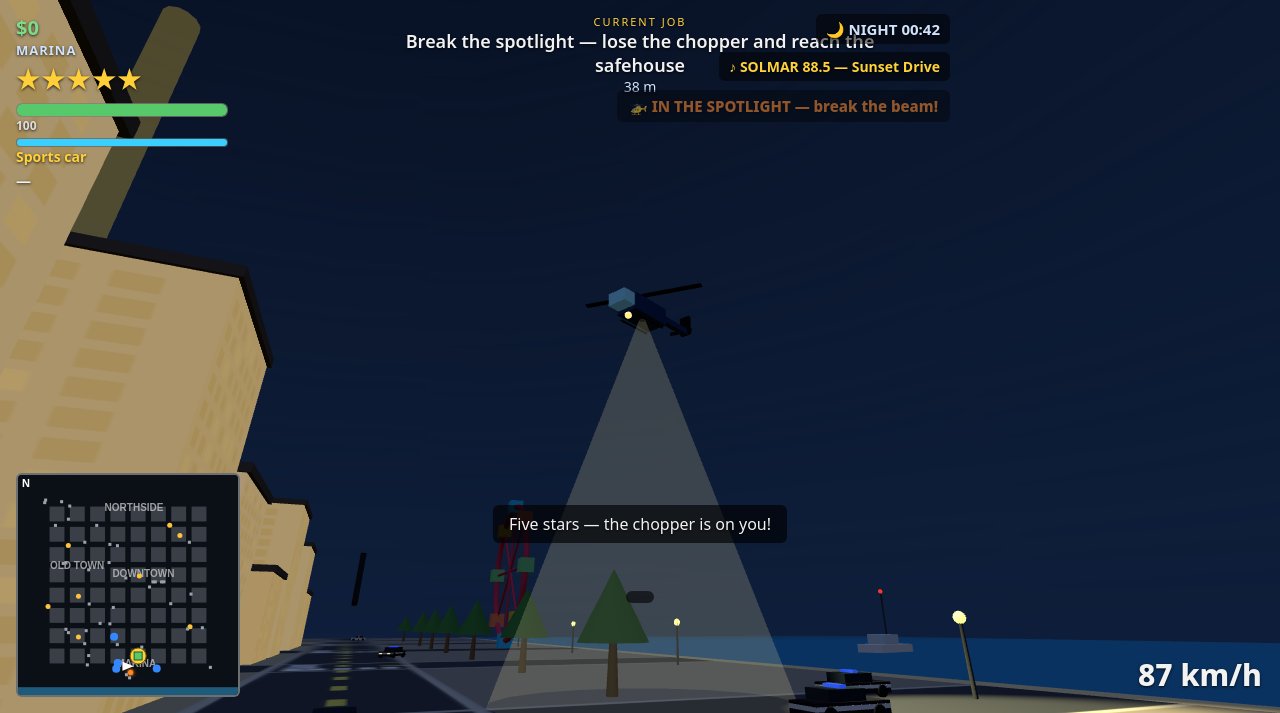 $0
MARINA
★★★★★
100
Sports car
—
CURRENT JOB
Break the spotlight — lose the chopper and reach the
safehouse
38 m
🌙 NIGHT 00:42
♪ SOLMAR 88.5 — Sunset Drive
🚁 IN THE SPOTLIGHT — break the beam!
Five stars — the chopper is on you!
N
NORTHSIDE
OLD TOWN
DOWNTOWN
MARINA
87 km/h